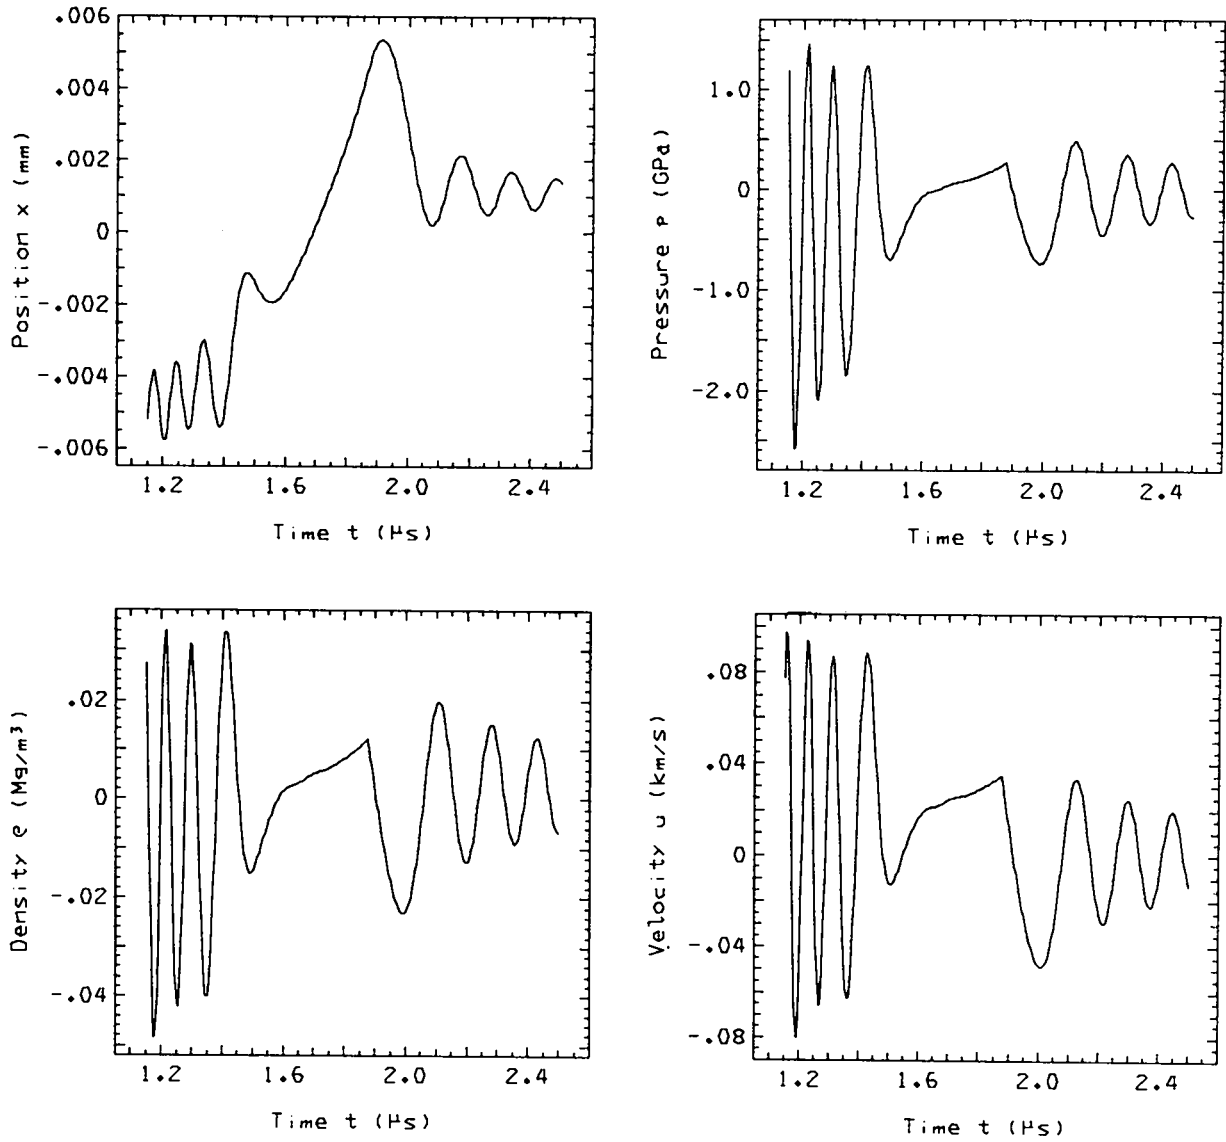 .006
.004
.002
0
-.002
-.004
-.006
Position x (mm)
1.2 1.6 2.0 2.4
Time t (μs)
1.0
0
-1.0
-2.0
Pressure p (GPa)
1.2 1.6 2.0 2.4
Time t (μs)
.02
0
-.02
-.04
Density ρ (Mg/m³)
1.2 1.6 2.0 2.4
Time t (μs)
.08
.04
0
-.04
-.08
Velocity u (km/s)
1.2 1.6 2.0 2.4
Time t (μs)